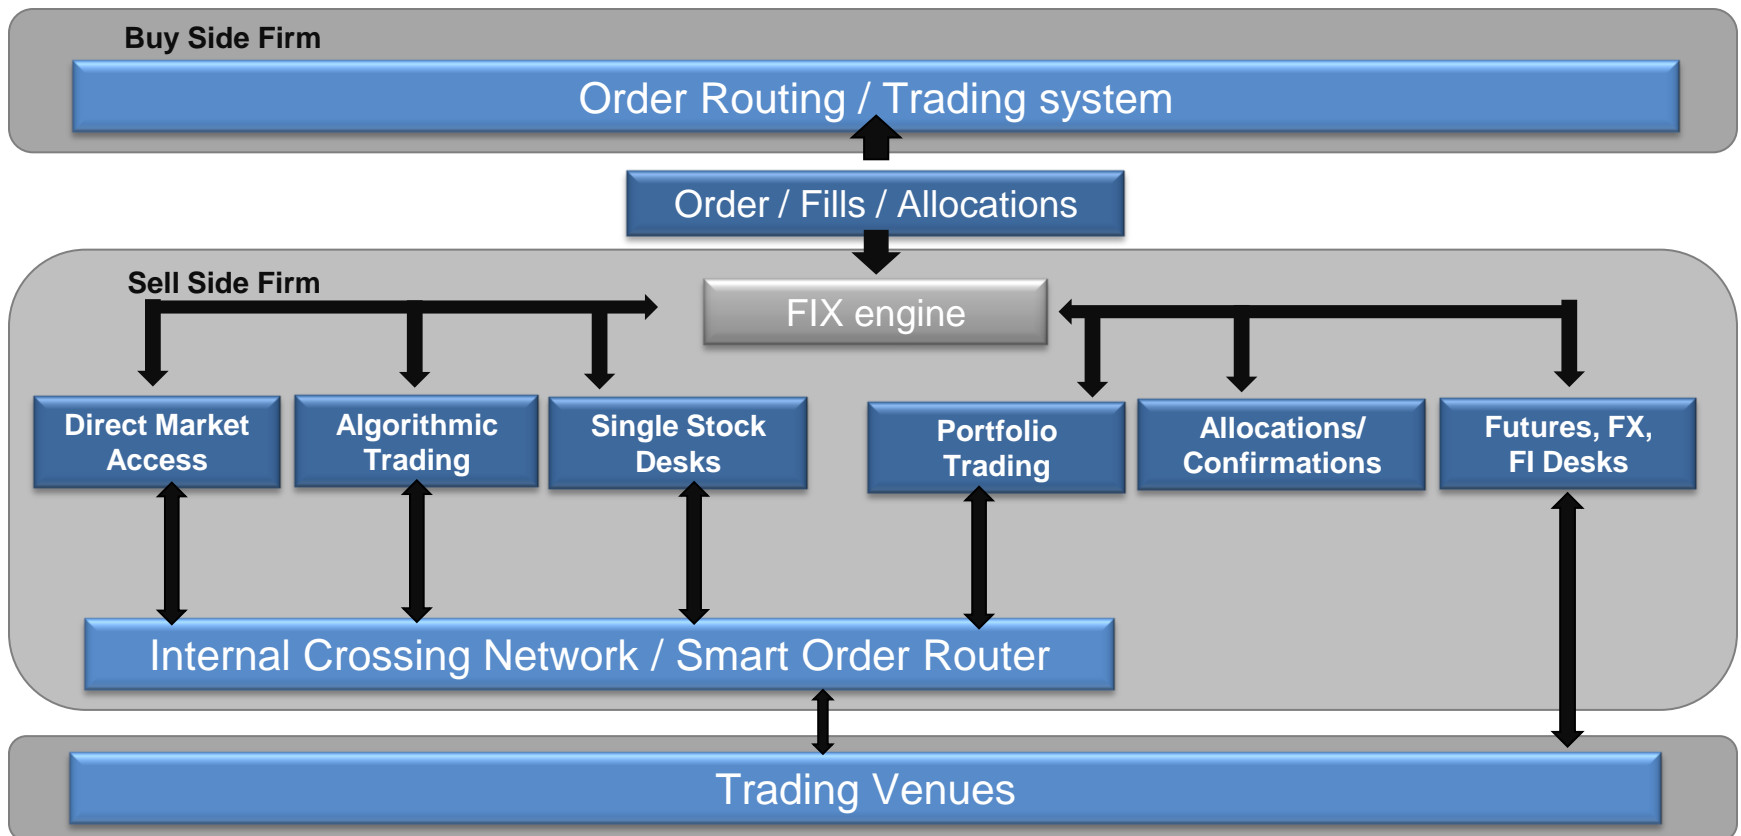 Buy Side Firm
Order Routing / Trading system
Order / Fills / Allocations
Sell Side Firm
FIX engine
Direct Market
Access
Algorithmic
Trading
Single Stock
Desks
Portfolio
Trading
Allocations/
Confirmations
Futures, FX,
FI Desks
Internal Crossing Network / Smart Order Router
Trading Venues